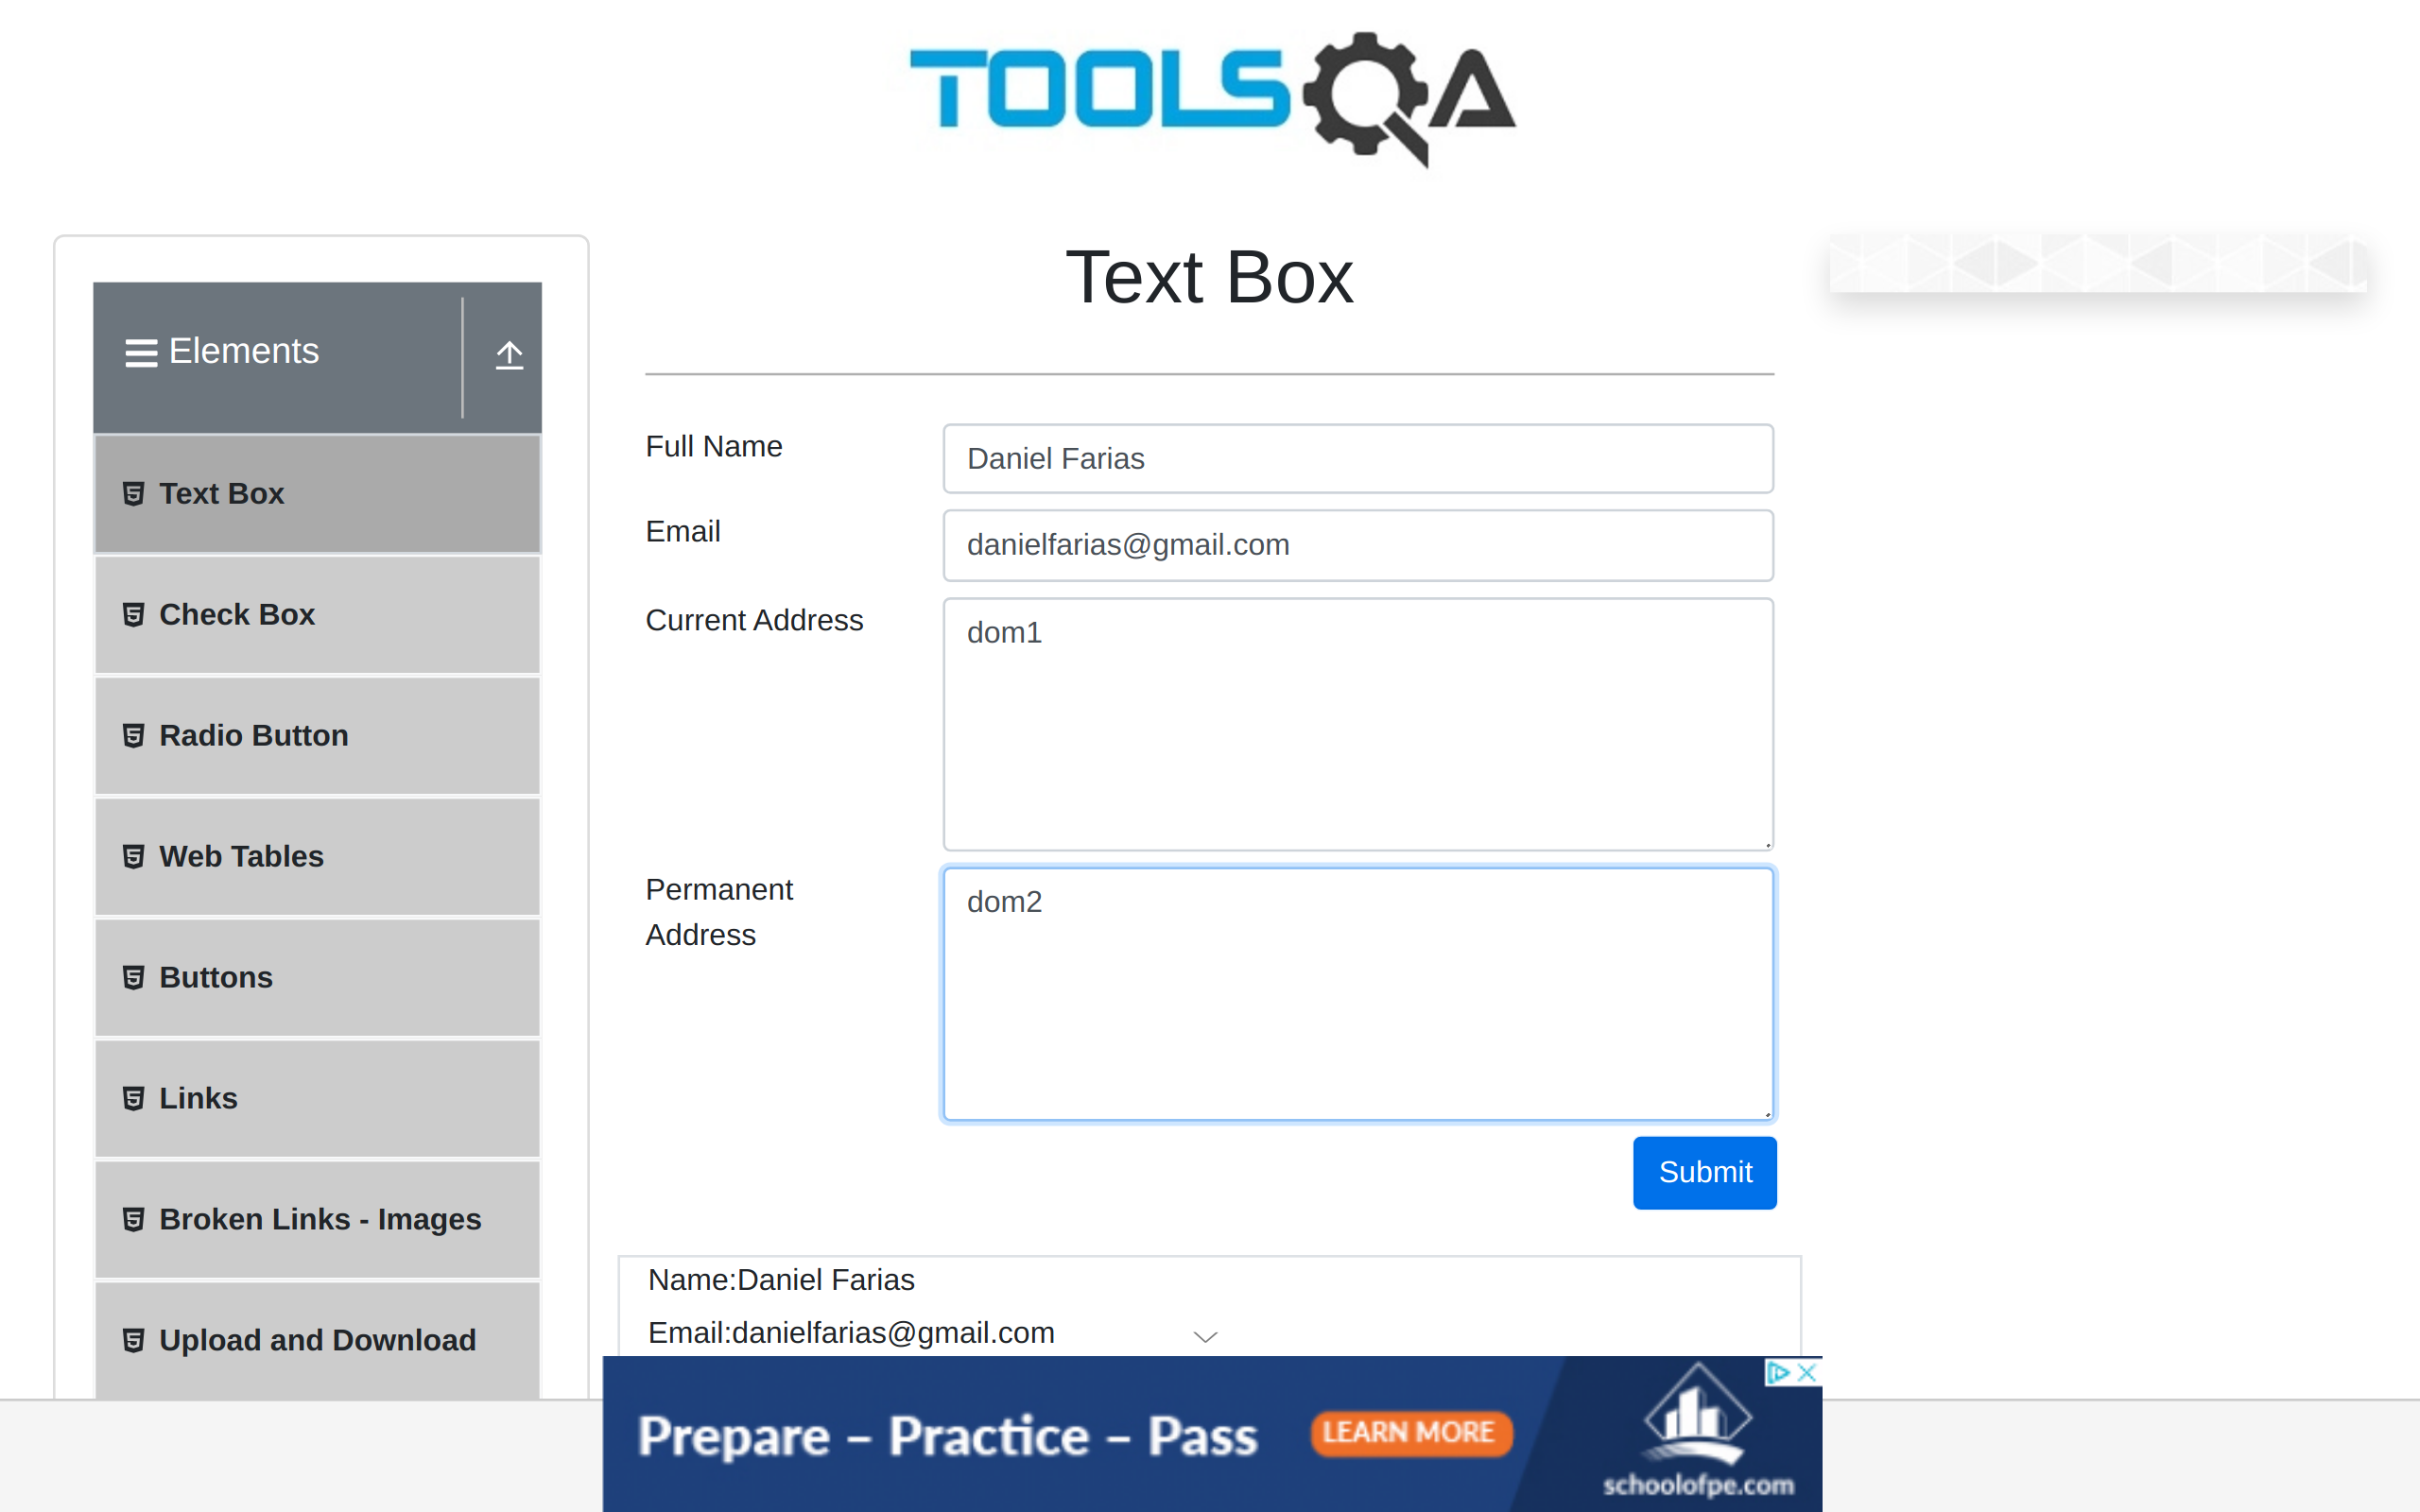 TOOLSQA
Text Box
Elements
Text Box
Check Box
Radio Button
Web Tables
Buttons
Links
Broken Links - Images
Upload and Download
Full Name
Daniel Farias
Email
danielfarias@gmail.com
Current Address
dom1
Permanent
Address
dom2
Submit
Name:Daniel Farias
Email:danielfarias@gmail.com
Prepare – Practice – Pass
LEARN MORE
schoolofpe.com